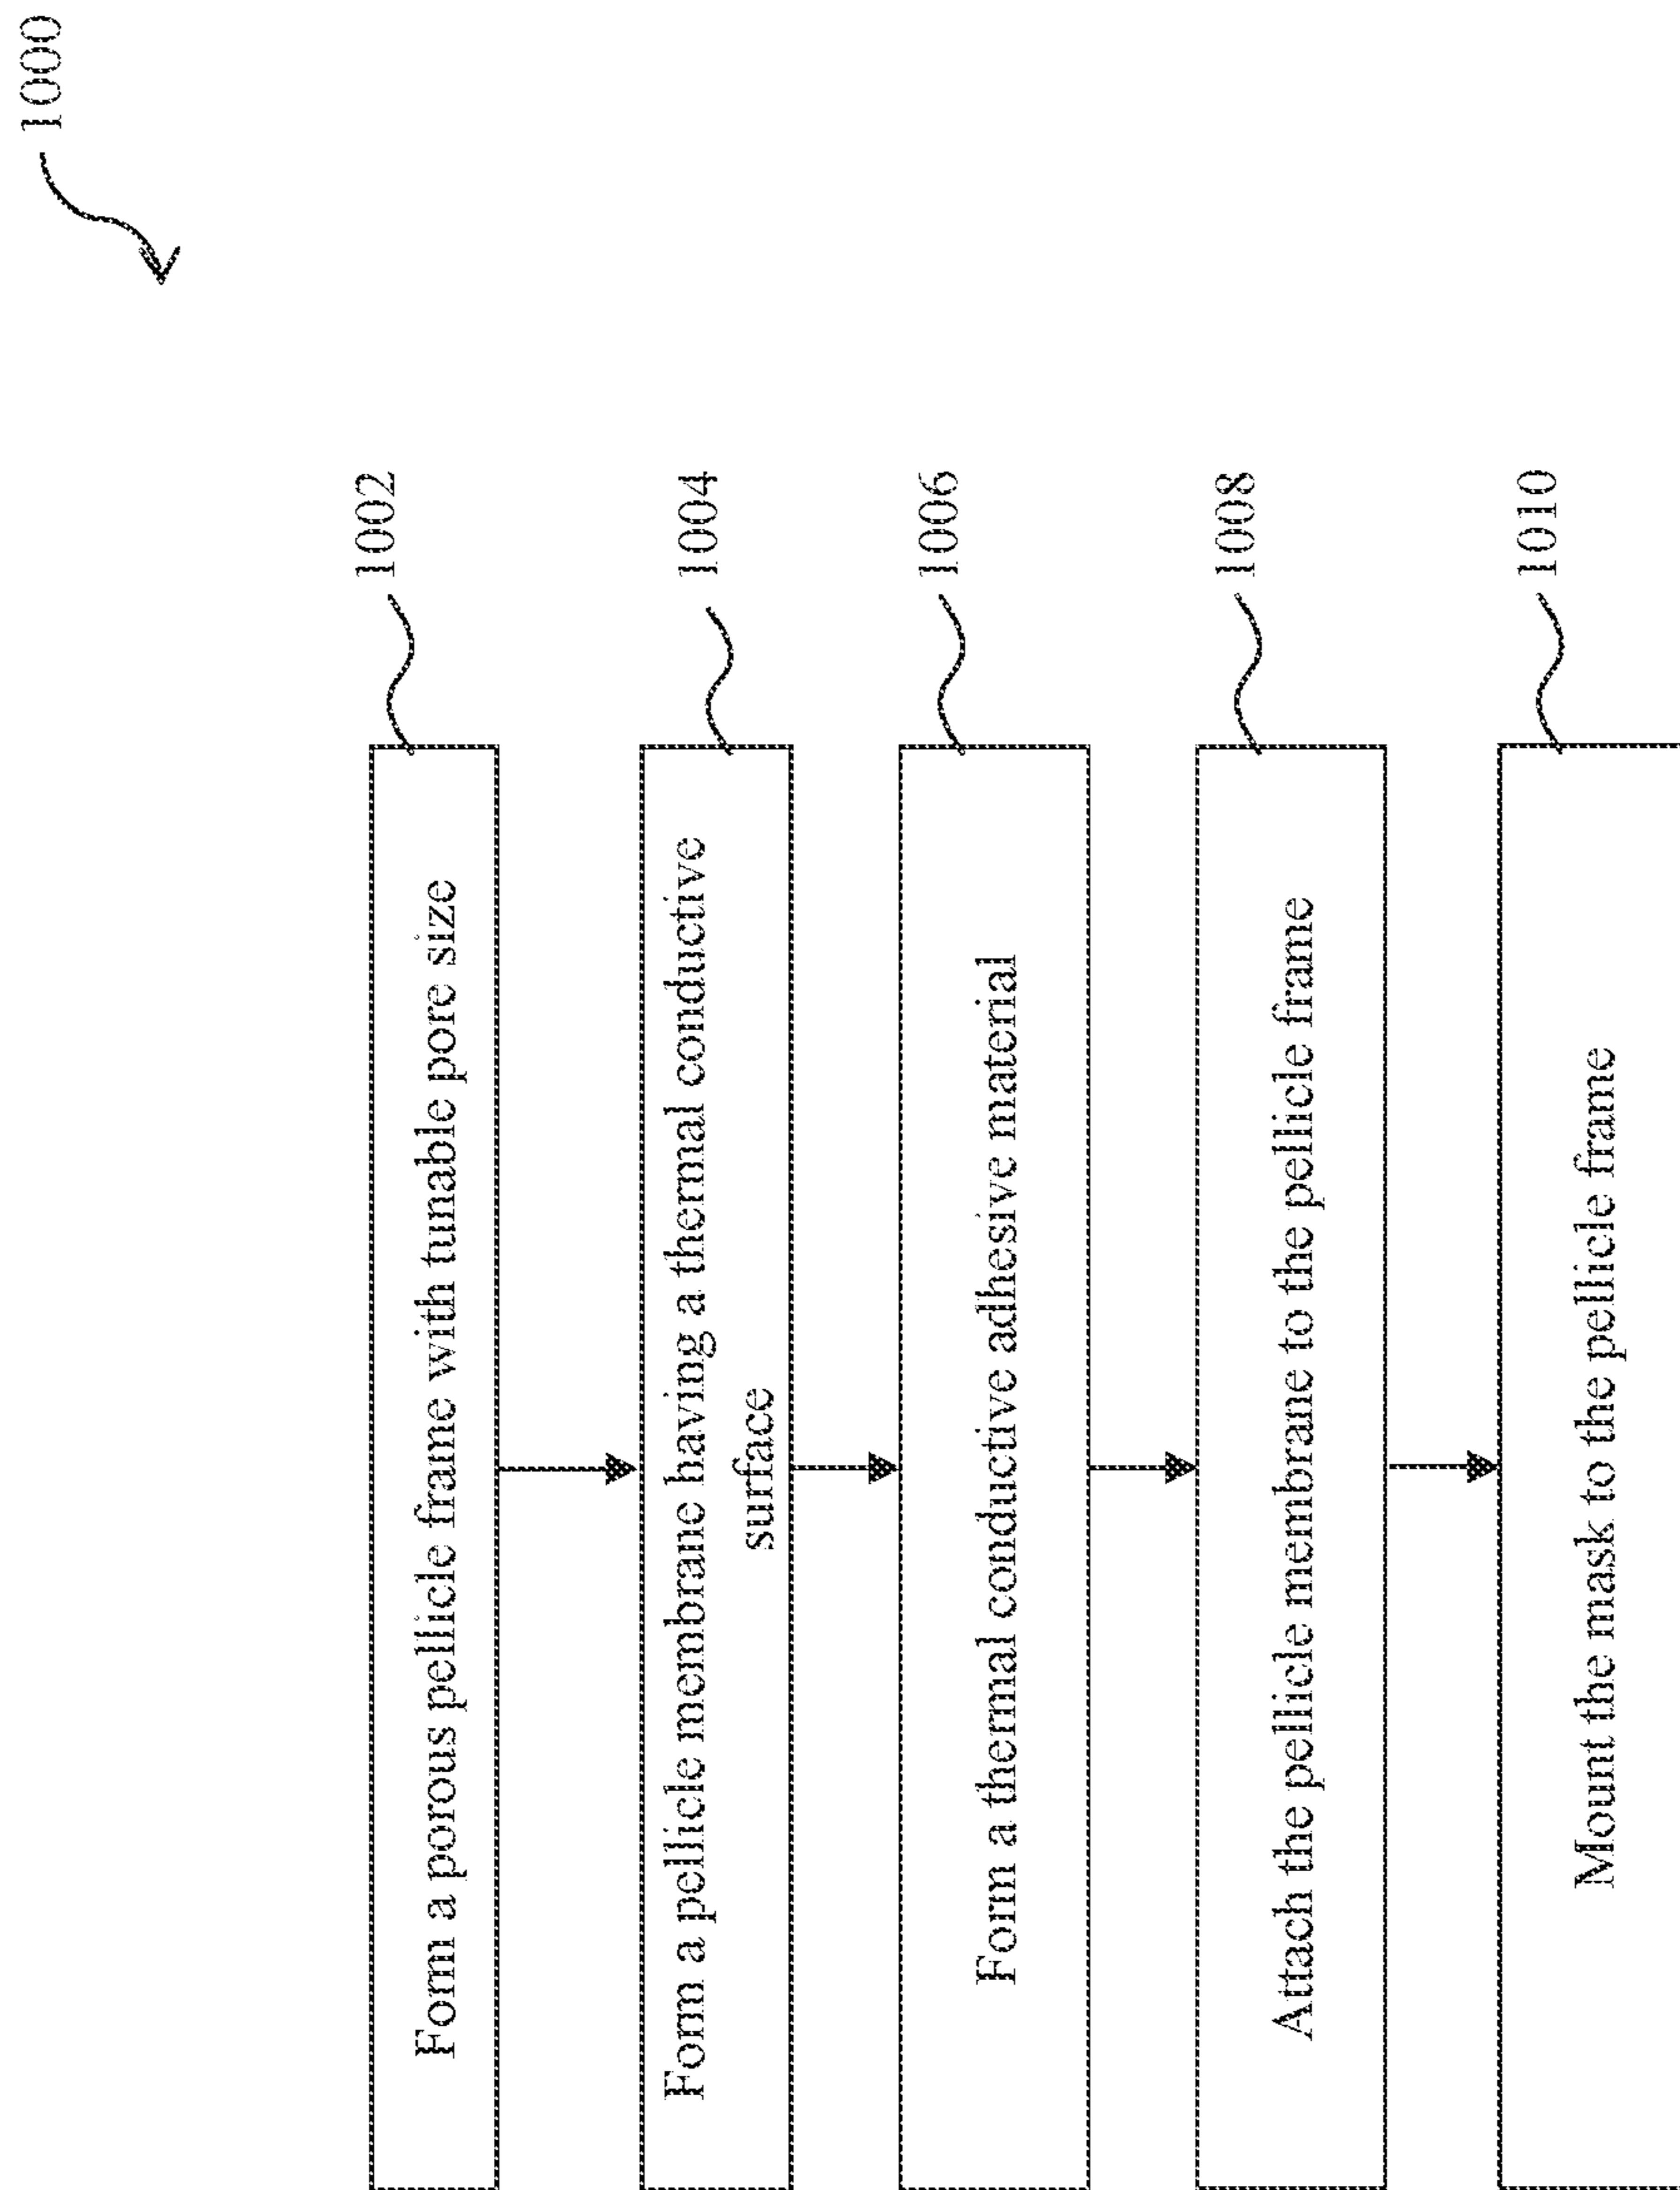 1000
Form a porous pellicle frame with tunable pore size
1002
Form a pellicle membrane having a thermal conductive
surface
1004
Form a thermal conductive adhesive material
1006
Attach the pellicle membrane to the pellicle frame
1008
Mount the mask to the pellicle frame
1010